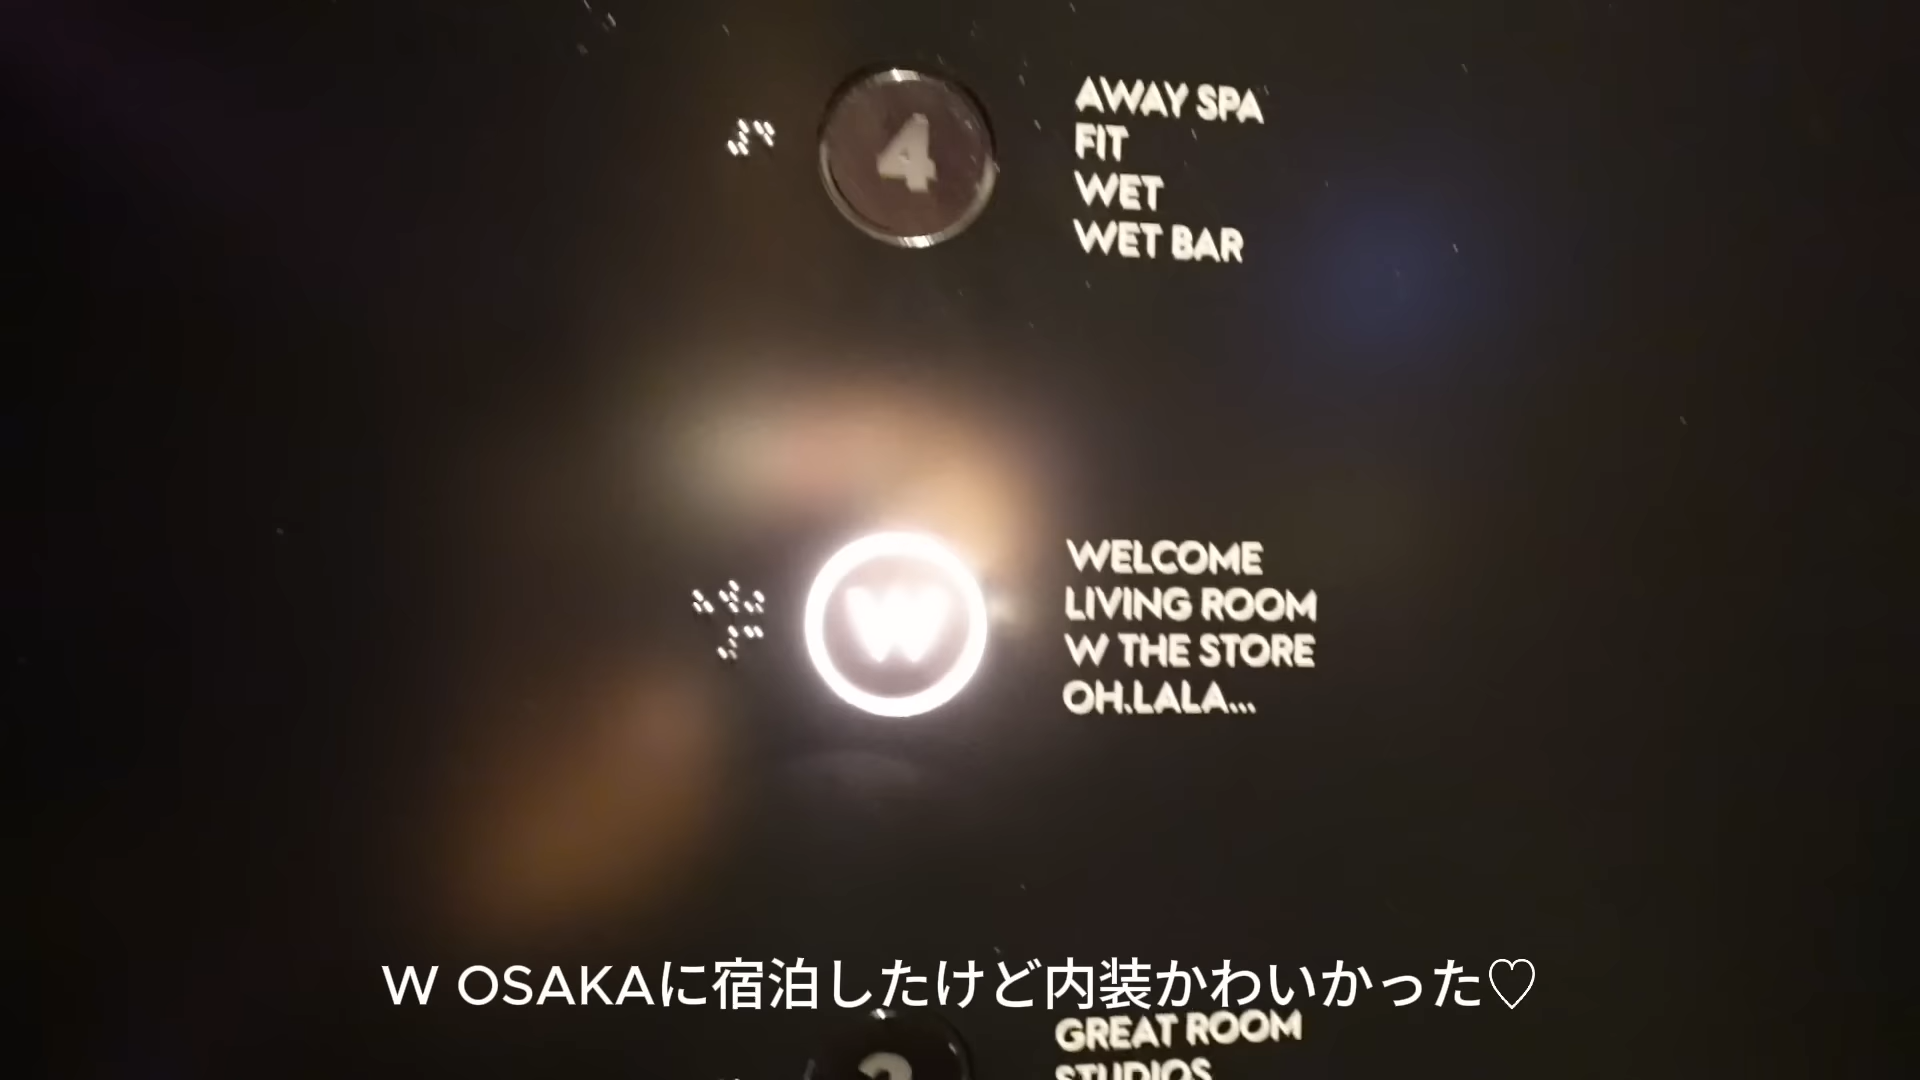 4
AWAY SPA
FIT
WET
WET BAR
W
WELCOME
LIVING ROOM
W THE STORE
OH.LALA...
W OSAKAに宿泊したけど内装かわいかった♡
GREAT ROOM
STUDIOS